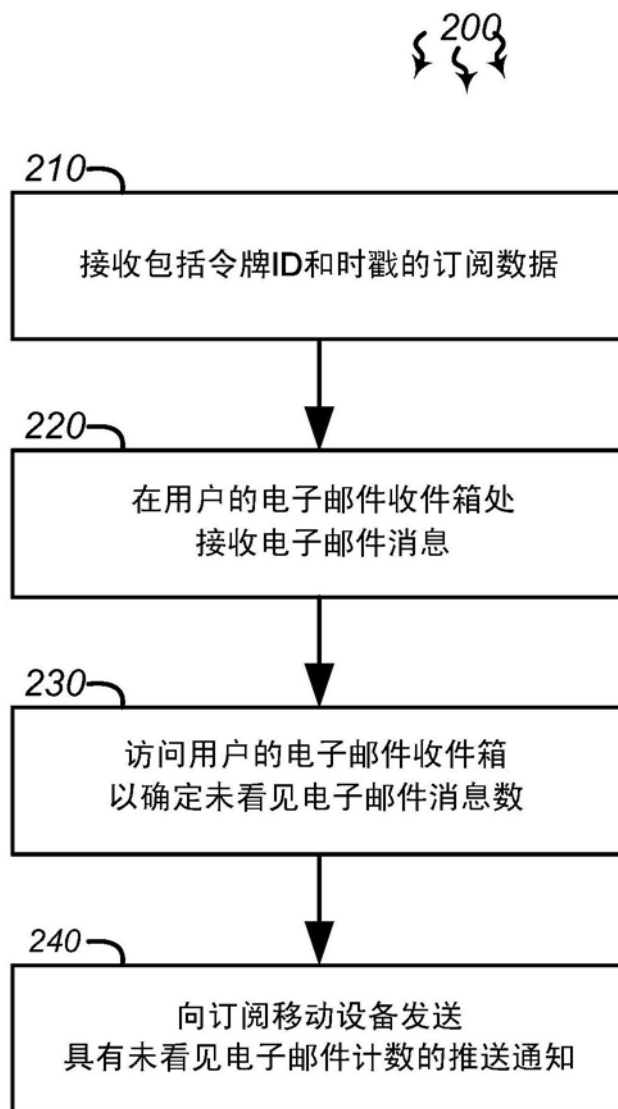 200
210
接收包括令牌ID和时戳的订阅数据
220
在用户的电子邮件收件箱处
接收电子邮件消息
230
访问用户的电子邮件收件箱
以确定未看见电子邮件消息数
240
向订阅移动设备发送
具有未看见电子邮件计数的推送通知